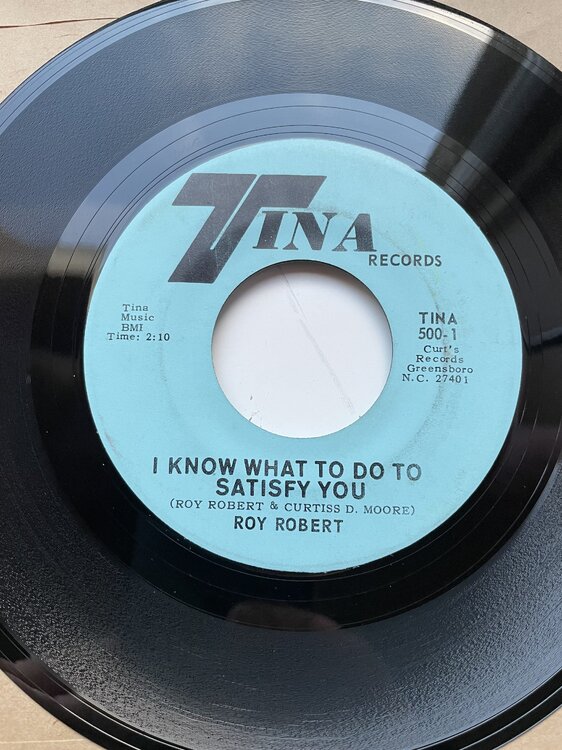 TINA
RECORDS
Tina
Music
BMI
Time: 2:10
TINA
500-1
Curt's
Records
Greensboro
N.C. 27401
I KNOW WHAT TO DO TO
SATISFY YOU
(ROY ROBERT & CURTISS D. MOORE)
ROY ROBERT